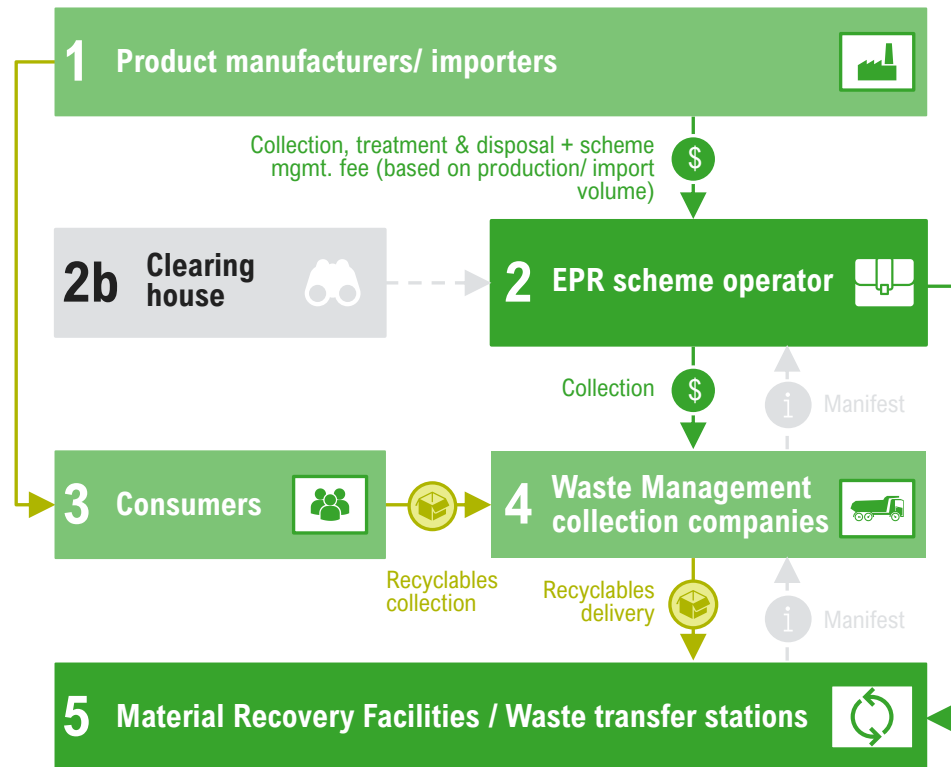 1 Product manufacturers/ importers
Collection, treatment & disposal + scheme
mgmt. fee (based on production/ import
volume)
$
2b Clearing
house
2 EPR scheme operator
Collection
$
i Manifest
3 Consumers
4 Waste Management
collection companies
Recyclables
collection
Recyclables
delivery
i Manifest
5 Material Recovery Facilities / Waste transfer stations